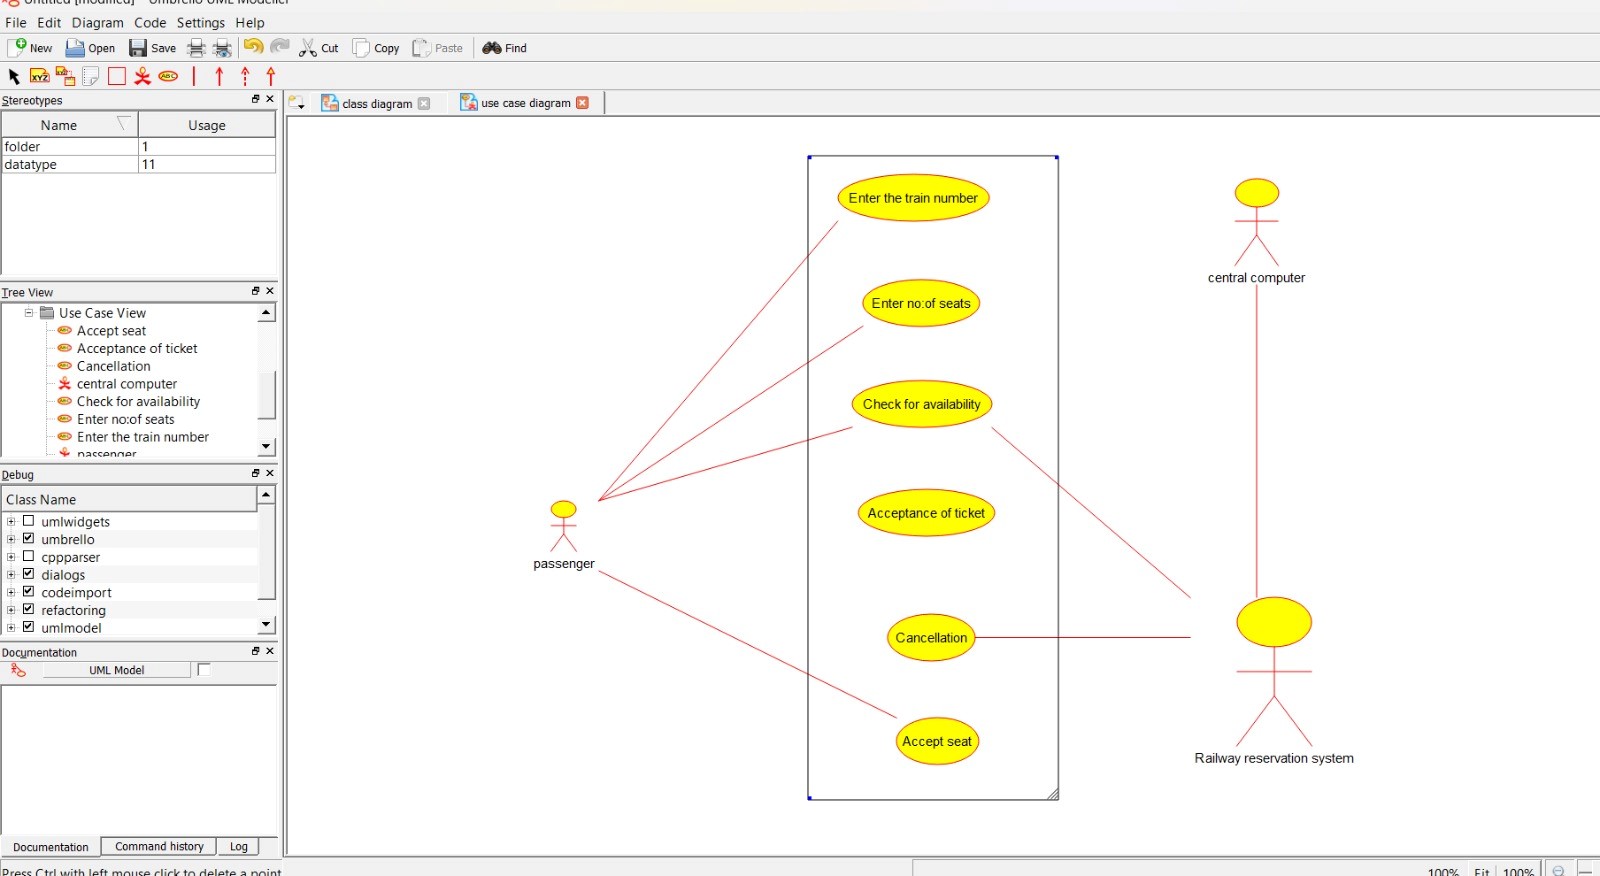 Untitled [modified] - Umbrello UML Modeller
File Edit Diagram Code Settings Help
New Open Save Cut Copy Paste Find
XYZ ABC
Stereotypes
class diagram use case diagram
Name Usage
folder 1
datatype 11
Tree View
Use Case View
Accept seat
Acceptance of ticket
Cancellation
central computer
Check for availability
Enter no:of seats
Enter the train number
passenger
Debug
Class Name
umlwidgets
umbrello
cppparser
dialogs
codeimport
refactoring
umlmodel
Documentation
UML Model
Documentation Command history Log
Press Ctrl with left mouse click to delete a point
Enter the train number
central computer
Enter no:of seats
Check for availability
Acceptance of ticket
passenger
Cancellation
Accept seat
Railway reservation system
100% Fit 100%